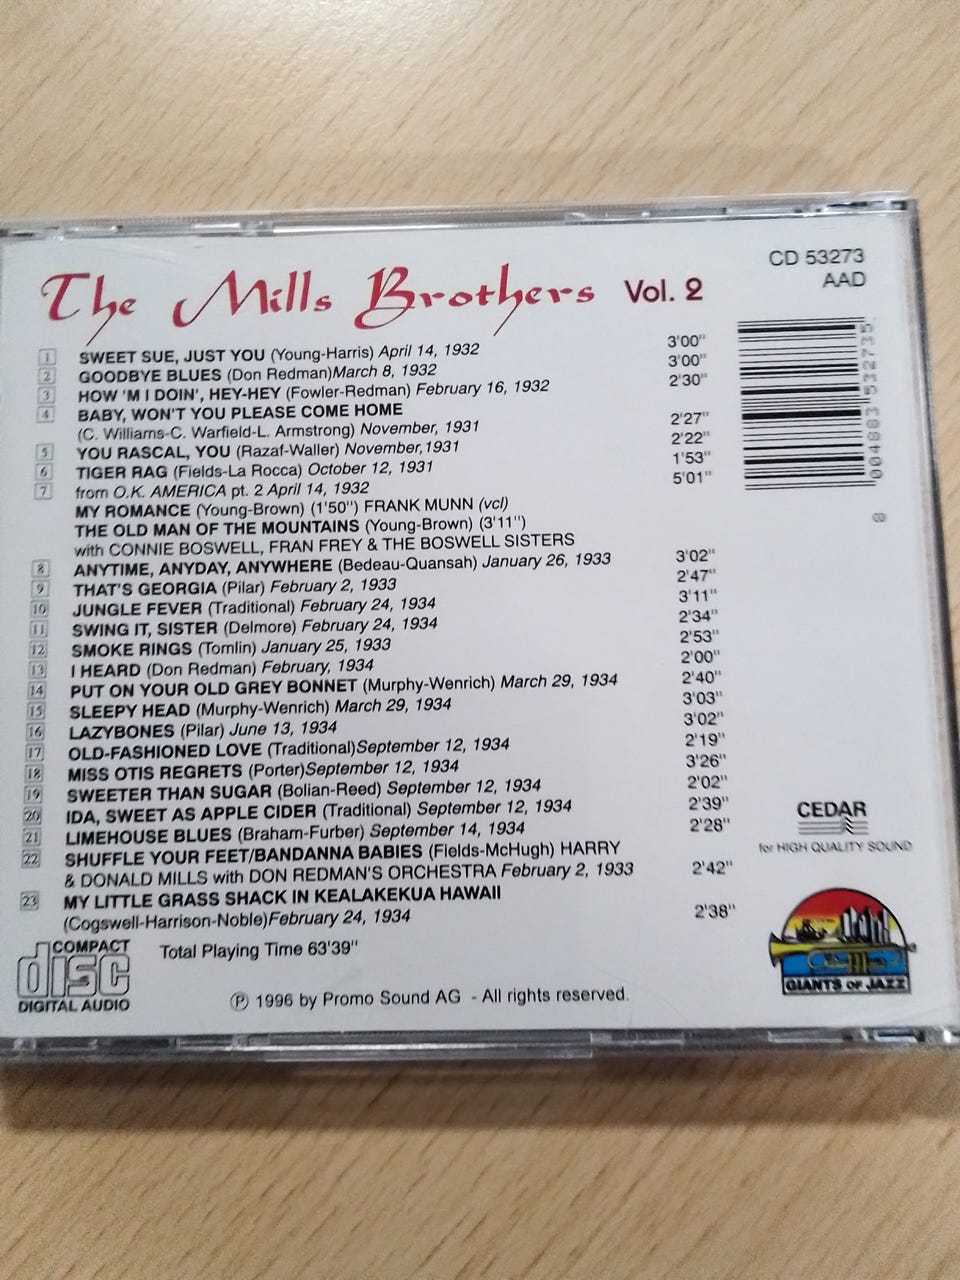 The Mills Brothers Vol. 2
CD 53273
AAD
1 SWEET SUE, JUST YOU (Young-Harris) April 14, 1932 3'00"
2 GOODBYE BLUES (Don Redman)March 8, 1932 3'00"
3 HOW 'M I DOIN', HEY-HEY (Fowler-Redman) February 16, 1932 2'30"
4 BABY, WON'T YOU PLEASE COME HOME
(C. Williams-C. Warfield-L. Armstrong) November, 1931 2'27"
5 YOU RASCAL, YOU (Razaf-Waller) November,1931 2'22"
6 TIGER RAG (Fields-La Rocca) October 12, 1931 1'53"
7 from O.K. AMERICA pt. 2 April 14, 1932 5'01"
MY ROMANCE (Young-Brown) (1'50") FRANK MUNN (vcl)
THE OLD MAN OF THE MOUNTAINS (Young-Brown) (3'11")
with CONNIE BOSWELL, FRAN FREY & THE BOSWELL SISTERS
8 ANYTIME, ANYDAY, ANYWHERE (Bedeau-Quansah) January 26, 1933 3'02"
9 THAT'S GEORGIA (Pilar) February 2, 1933 2'47"
10 JUNGLE FEVER (Traditional) February 24, 1934 3'11"
11 SWING IT, SISTER (Delmore) February 24, 1934 2'34"
12 SMOKE RINGS (Tomlin) January 25, 1933 2'53"
13 I HEARD (Don Redman) February, 1934 2'00"
14 PUT ON YOUR OLD GREY BONNET (Murphy-Wenrich) March 29, 1934 2'40"
15 SLEEPY HEAD (Murphy-Wenrich) March 29, 1934 3'03"
16 LAZYBONES (Pilar) June 13, 1934 3'02"
17 OLD-FASHIONED LOVE (Traditional)September 12, 1934 2'19"
18 MISS OTIS REGRETS (Porter)September 12, 1934 3'26"
19 SWEETER THAN SUGAR (Bolian-Reed) September 12, 1934 2'02"
20 IDA, SWEET AS APPLE CIDER (Traditional) September 12, 1934 2'39"
21 LIMEHOUSE BLUES (Braham-Furber) September 14, 1934 2'28"
22 SHUFFLE YOUR FEET/BANDANNA BABIES (Fields-McHugh) HARRY
& DONALD MILLS with DON REDMAN'S ORCHESTRA February 2, 1933 2'42"
23 MY LITTLE GRASS SHACK IN KEALAKEKUA HAWAII
(Cogswell-Harrison-Noble)February 24, 1934 2'38"
CEDAR
for HIGH QUALITY SOUND
GIANTS OF JAZZ
COMPACT
disc
DIGITAL AUDIO
Total Playing Time 63'39"
Ⓟ 1996 by Promo Sound AG - All rights reserved.